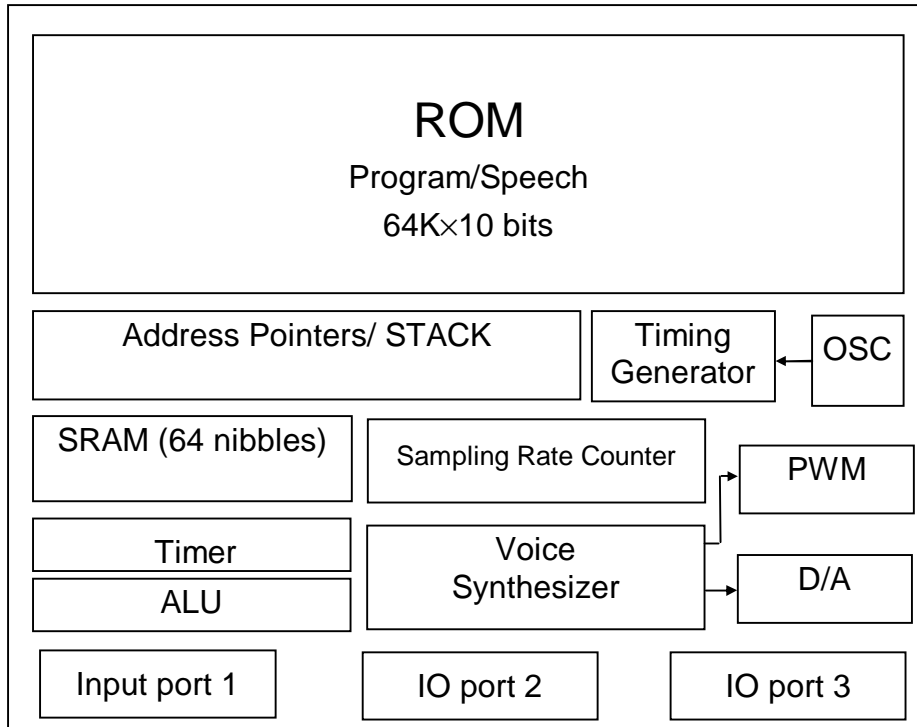 ROM
Program/Speech
64K×10 bits
Address Pointers/ STACK
Timing
Generator
OSC
SRAM (64 nibbles)
Sampling Rate Counter
PWM
Timer
Voice
Synthesizer
ALU
D/A
Input port 1
IO port 2
IO port 3